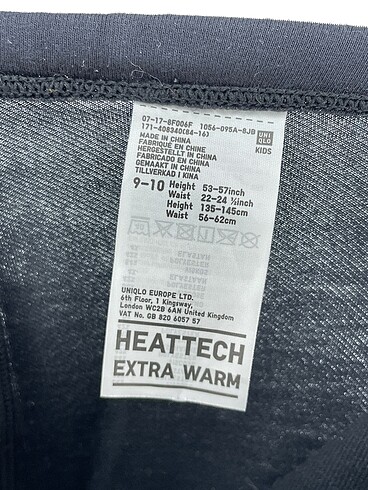 07-17-8F006F 1056-095A-8JB
171-408340(84-16)
UNI
QLO
KIDS
MADE IN CHINA
FABRIQUÉ EN CHINE
HERGESTELLT IN CHINA
FABRICADO EN CHINA
GEMAAKT IN CHINA
TILLVERKAD I KINA
9-10 Height 53-57inch
Waist 22-24 ½inch
Height 135-145cm
Waist 56-62cm
UNIQLO EUROPE LTD.
6th Floor, 1 Kingsway,
London WC2B 6AN United Kingdom
VAT No. GB 820 6057 57
HEATTECH
EXTRA WARM